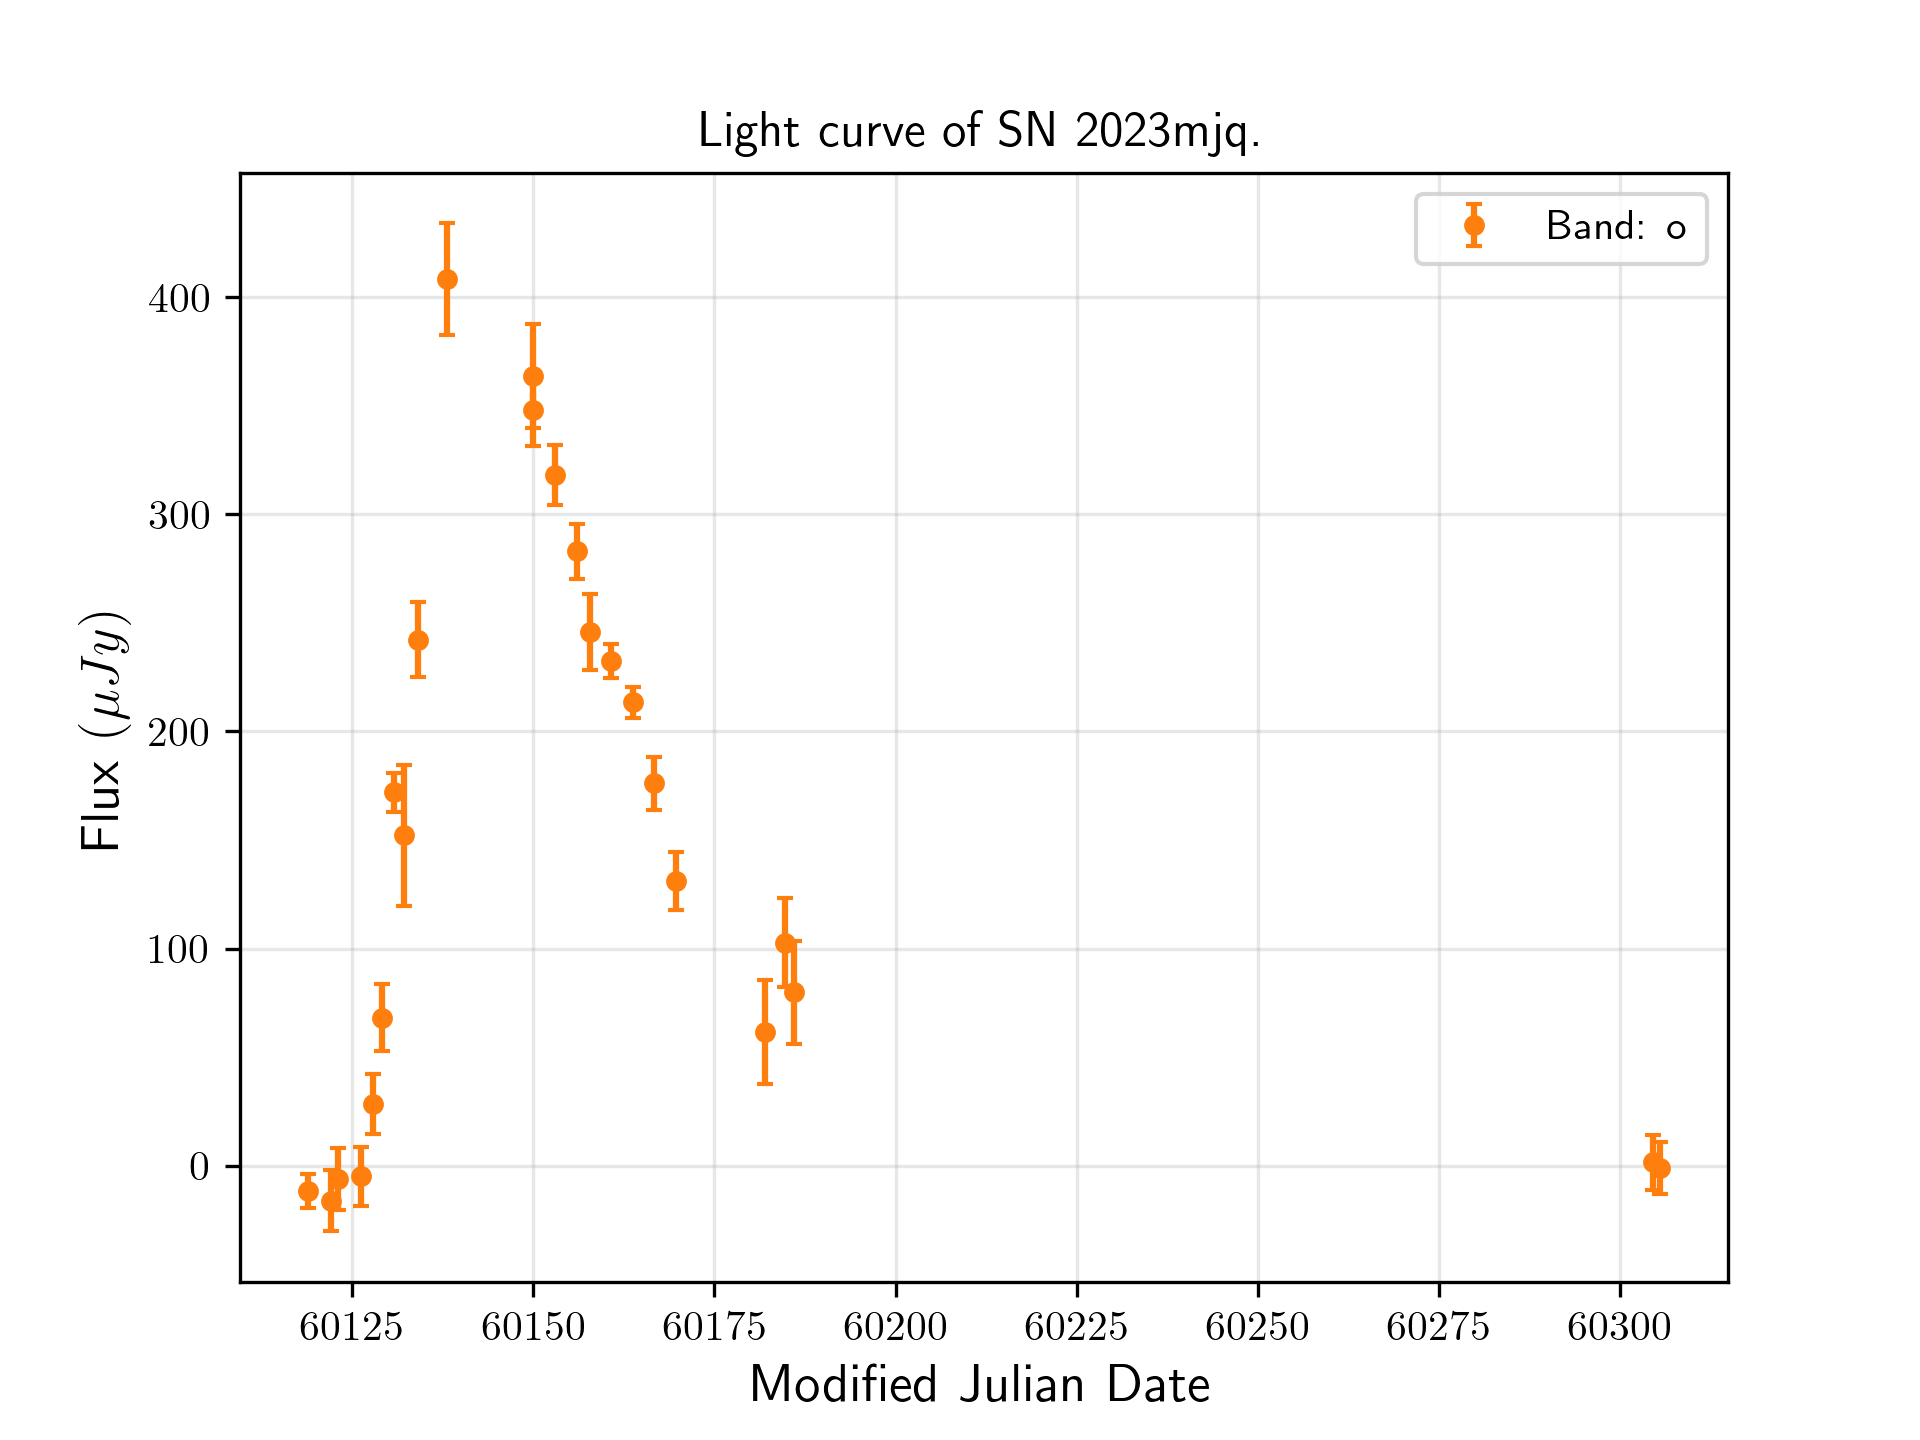 Light curve of SN 2023mjq.
Band: o
400
300
200
100
0
Flux (μJy)
60125 60150 60175 60200 60225 60250 60275 60300
Modified Julian Date